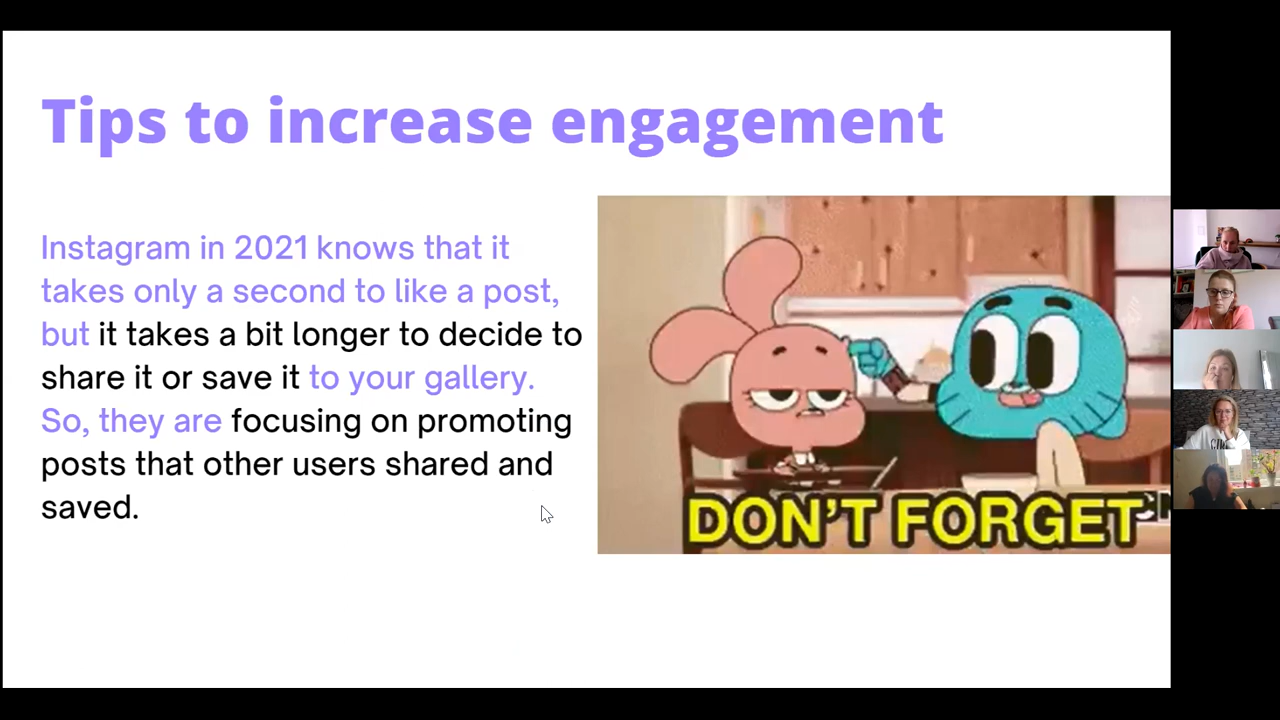 Tips to increase engagement
Instagram in 2021 knows that it
takes only a second to like a post,
but it takes a bit longer to decide to
share it or save it to your gallery.
So, they are focusing on promoting
posts that other users shared and
saved.
DON'T FORGET